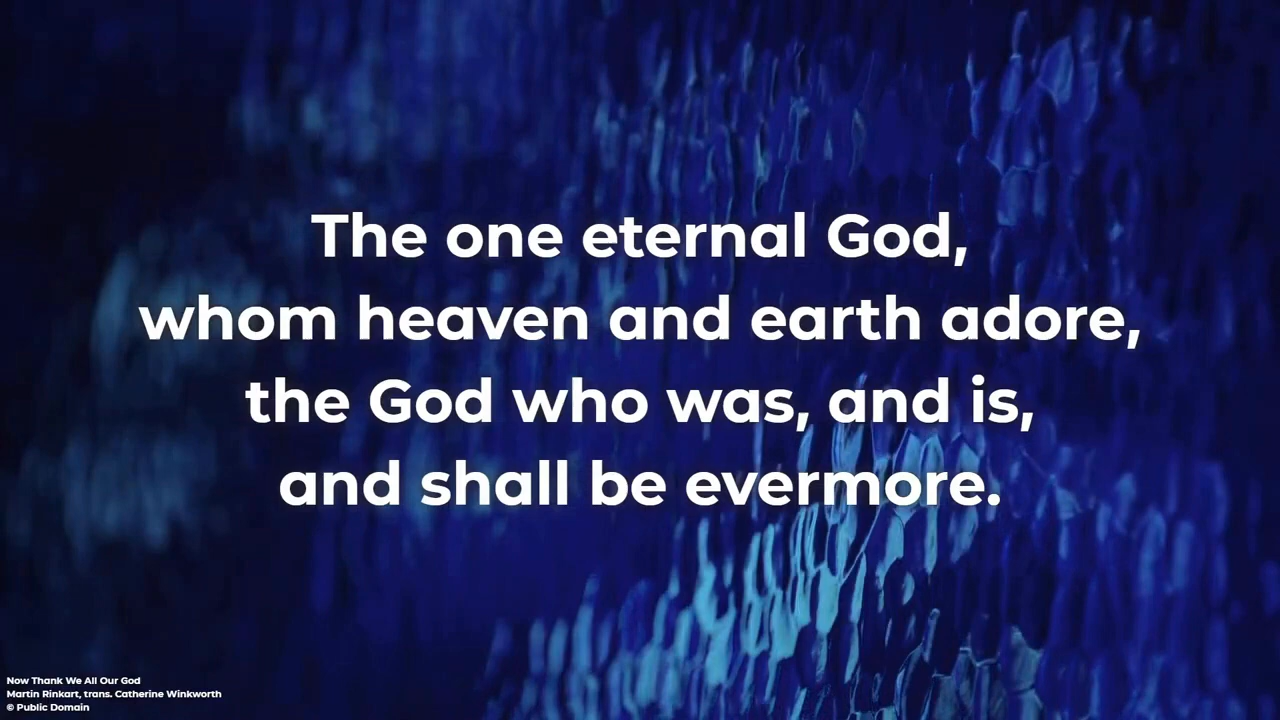 The one eternal God,
whom heaven and earth adore,
the God who was, and is,
and shall be evermore.
Now Thank We All Our God
Martin Rinkart, trans. Catherine Winkworth
© Public Domain